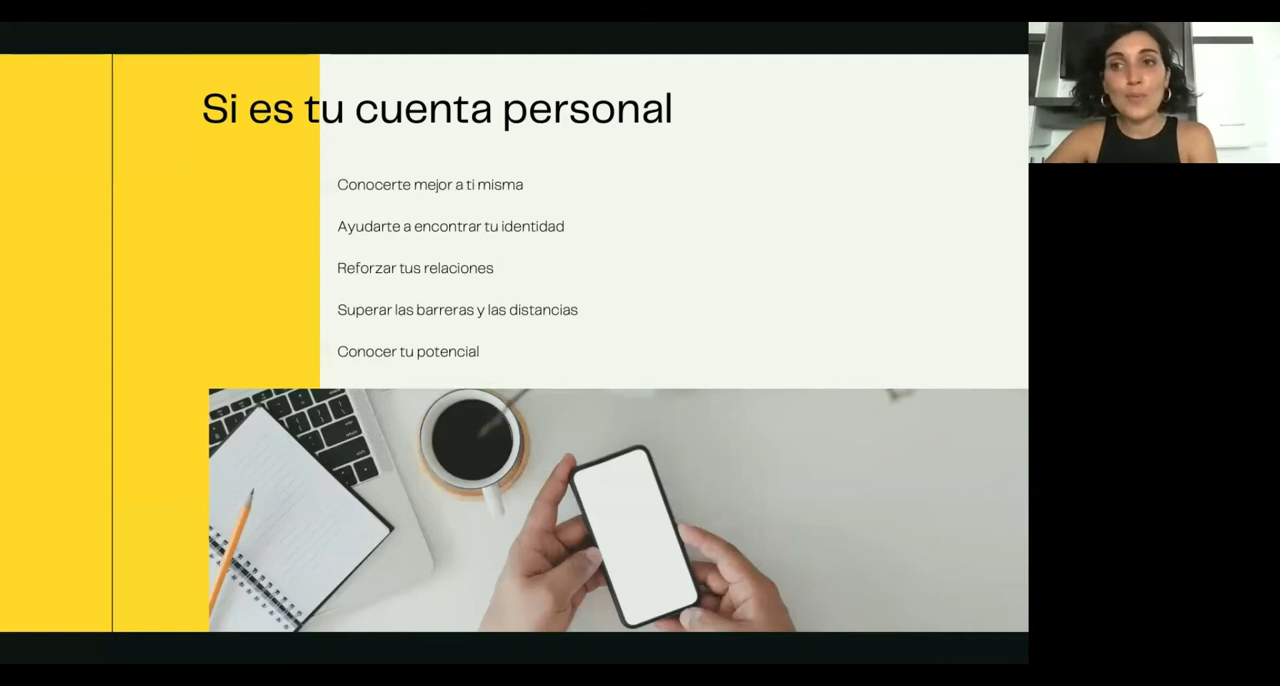 Si es tu cuenta personal
Conocerte mejor a ti misma
Ayudarte a encontrar tu identidad
Reforzar tus relaciones
Superar las barreras y las distancias
Conocer tu potencial